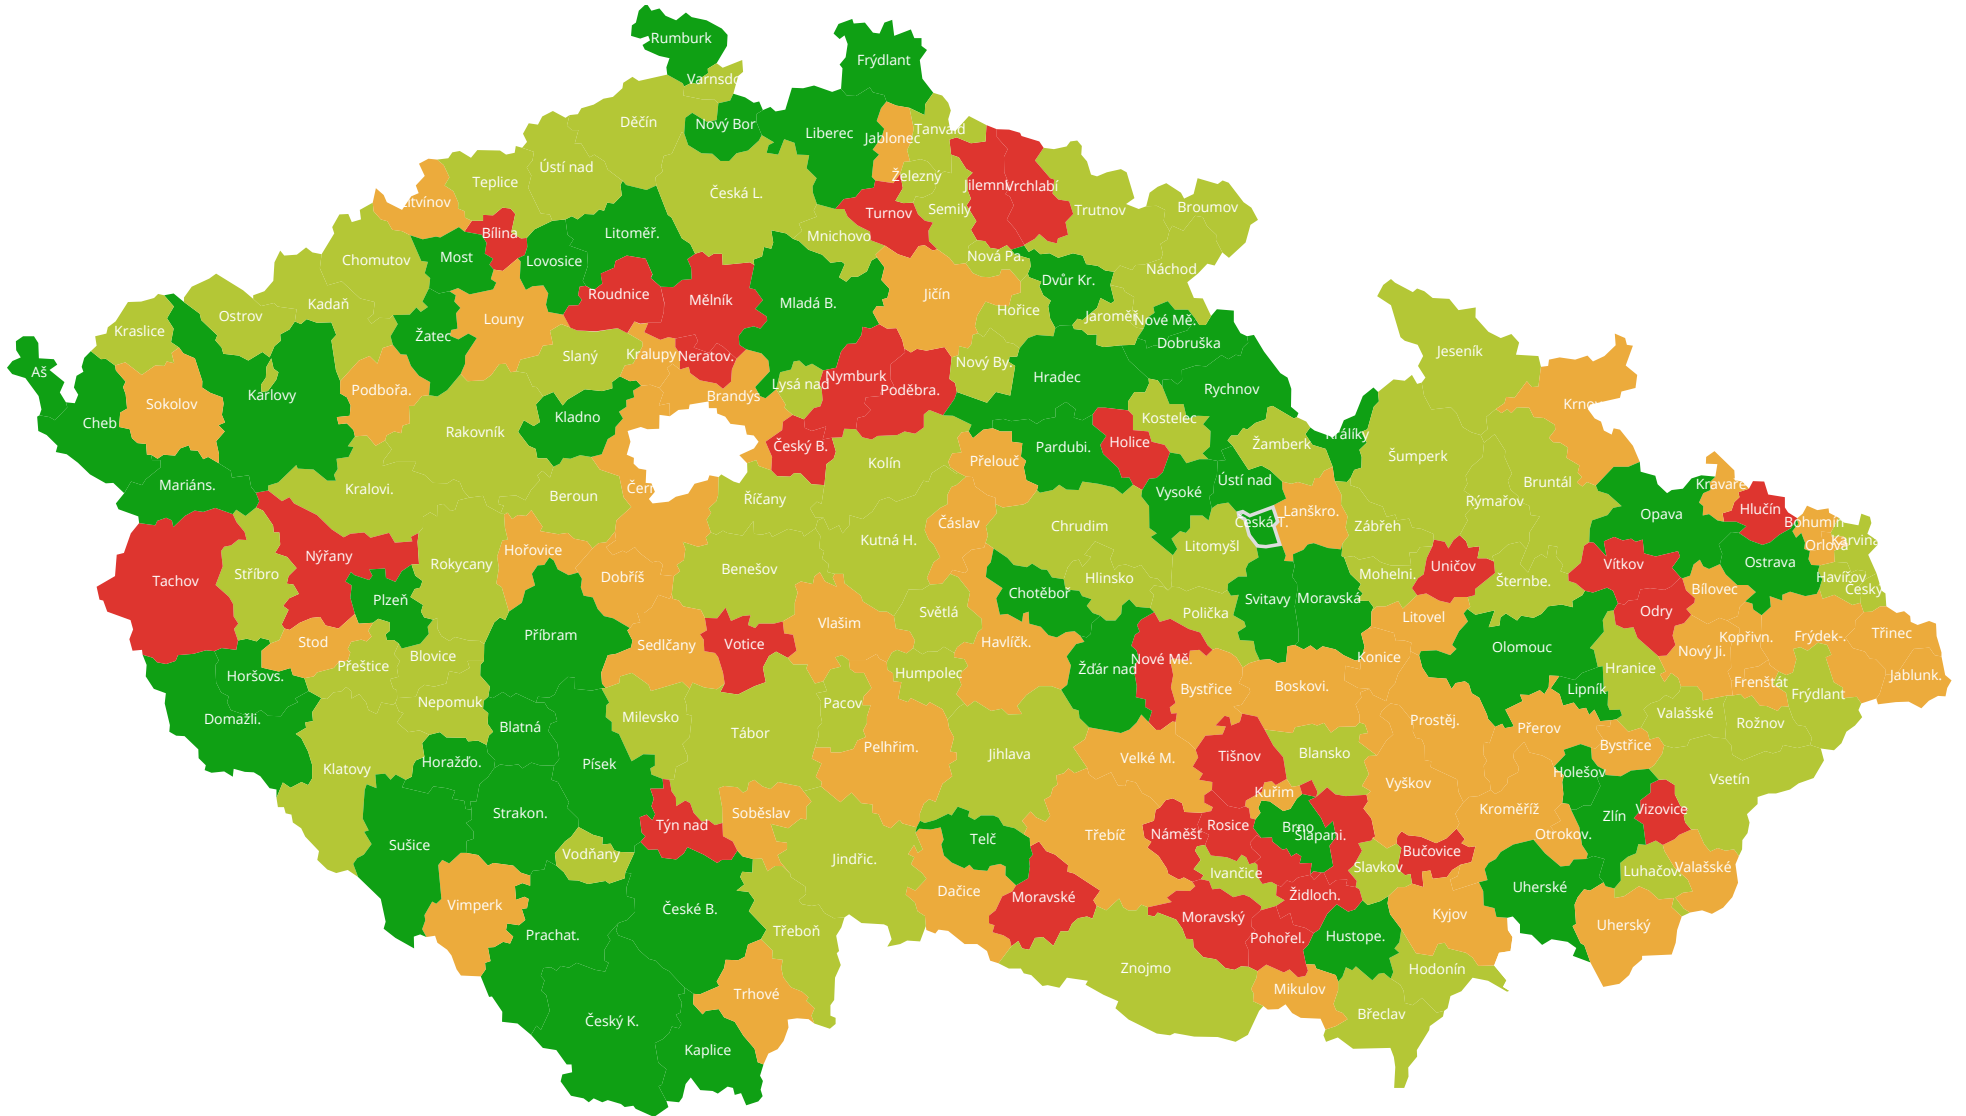 Rumburk
Frýdlant
Varnsdo
Děčín
Nový Bor
Liberec
Jablonec
Tanvald
Ústí nad
Teplice
Česká L.
Železný
Jilemni
Vrchlabí
itvínov
Bílina
Litoměř.
Turnov
Semily
Trutnov
Broumov
Mnichovo
Chomutov
Most
Lovosice
Nová Pa.
Náchod
Kadaň
Roudnice
Mělník
Mladá B.
Jičín
Dvůr Kr.
Hořice
Jaroměř
Nové Mě.
Ostrov
Kraslice
Louny
Žatec
Slaný
Kralupy
Neratov.
Dobruška
Jeseník
Aš
Nový By.
Hradec
Rychnov
Sokolov
Karlovy
Podbořa.
Brandýs
Lysá nad
Nymburk
Poděbra.
Krnov
Cheb
Kladno
Rakovník
Kostelec
Český B.
Pardubi.
Holice
Žamberk
Králíky
Šumperk
Kolín
Přelouč
Mariáns.
Kralovi.
Beroun
Čern
Říčany
Vysoké
Ústí nad
Bruntál
Rýmařov
Kravaře
Hlučín
Opava
Bohumín
Čáslav
Chrudim
Česká T.
Lanškro.
Zábřeh
Orlová
Karviná
Nýřany
Hořovice
Kutná H.
Litomyšl
Tachov
Stříbro
Rokycany
Dobříš
Benešov
Hlinsko
Mohelni.
Uničov
Šternbe.
Vítkov
Ostrava
Havířov
Český
Plzeň
Chotěboř
Svitavy
Moravská
Bílovec
Příbram
Světlá
Polička
Litovel
Odry
Stod
Sedlčany
Votice
Vlašim
Havlíčk.
Kopřivn.
Frýdek-.
Třinec
Blovice
Přeštice
Žďár nad
Nové Mě.
Konice
Olomouc
Nový Ji.
Horšovs.
Humpolec
Hranice
Jablunk.
Bystřice
Boskovi.
Lipník
Frenštát
Frýdlant
Nepomuk
Milevsko
Pacov
Domažli.
Blatná
Tábor
Prostěj.
Přerov
Valašské
Rožnov
Klatovy
Horažďo.
Písek
Pelhřim.
Jihlava
Velké M.
Tišnov
Blansko
Bystřice
Holešov
Vsetín
Vyškov
Kuřim
Strakon.
Soběslav
Týn nad
Kroměříž
Zlín
Vizovice
Sušice
Vodňany
Jindřic.
Telč
Třebíč
Náměšť
Rosice
Brno
Šlapani.
Otrokov.
Bučovice
Slavkov
Ivančice
Luhačov.
Valašské
Vimperk
České B.
Dačice
Moravské
Židloch.
Uherské
Prachat.
Třeboň
Moravský
Kyjov
Uherský
Pohořel.
Hustope.
Znojmo
Hodonín
Trhové
Mikulov
Český K.
Břeclav
Kaplice